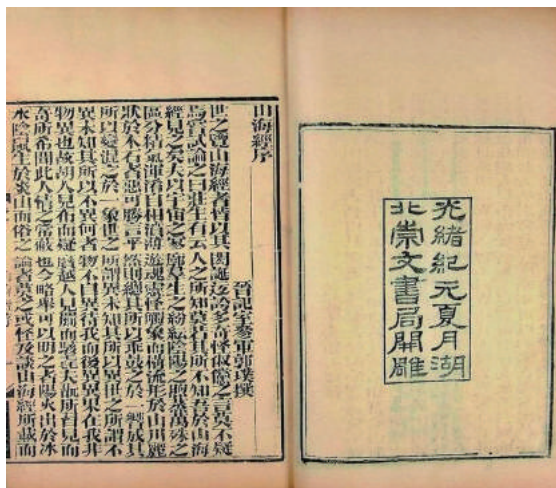 光緒紀元夏月湖
北崇文書局開雕
山海經序
晉記室參軍郭璞撰
世之覽山海經者皆以其閎誕迂誇多奇怪俶儻之言莫不疑
焉嘗試論之曰莊生有云人之所知莫若其所不知吾於山海
經見之矣夫以宇宙之寥廓羣生之紛紜陰陽之煦蒸萬殊之
區分精氣渾淆自相濆薄遊魂靈怪觸象而構流形於山川麗
狀於木石者惡可勝言乎然則總其所以乖鼓之於一響成其
所以變混之於一象世之所謂異未知其所以異世之所謂不
異未知其所以不異何者物不自異待我而後異異果在我非
物異也故胡人見布而疑黂越人見罽而駭毳夫翫所習見而
奇所希聞此人情之常蔽也今略舉可以明之者陽火出於冰
水陰鼠生於炎山而俗之論者莫之或怪及談山海經所載而